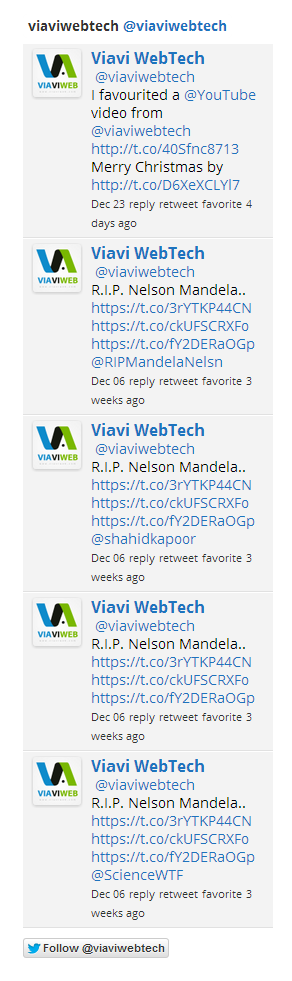 viaviwebtech @viaviwebtech
VIAVIWEB
Viavi WebTech
@viaviwebtech
I favourited a @YouTube
video from
@viaviwebtech
http://t.co/40Sfnc8713
Merry Christmas by
http://t.co/D6XeXCLYl7
Dec 23 reply retweet favorite 4
days ago
VIAVIWEB
Viavi WebTech
@viaviwebtech
R.I.P. Nelson Mandela..
https://t.co/3rYTKP44CN
https://t.co/ckUFSCRXFo
https://t.co/fY2DERaOGp
@RIPMandelaNelsn
Dec 06 reply retweet favorite 3
weeks ago
VIAVIWEB
Viavi WebTech
@viaviwebtech
R.I.P. Nelson Mandela..
https://t.co/3rYTKP44CN
https://t.co/ckUFSCRXFo
https://t.co/fY2DERaOGp
@shahidkapoor
Dec 06 reply retweet favorite 3
weeks ago
VIAVIWEB
Viavi WebTech
@viaviwebtech
R.I.P. Nelson Mandela..
https://t.co/3rYTKP44CN
https://t.co/ckUFSCRXFo
https://t.co/fY2DERaOGp
Dec 06 reply retweet favorite 3
weeks ago
VIAVIWEB
Viavi WebTech
@viaviwebtech
R.I.P. Nelson Mandela..
https://t.co/3rYTKP44CN
https://t.co/ckUFSCRXFo
https://t.co/fY2DERaOGp
@ScienceWTF
Dec 06 reply retweet favorite 3
weeks ago
Follow @viaviwebtech